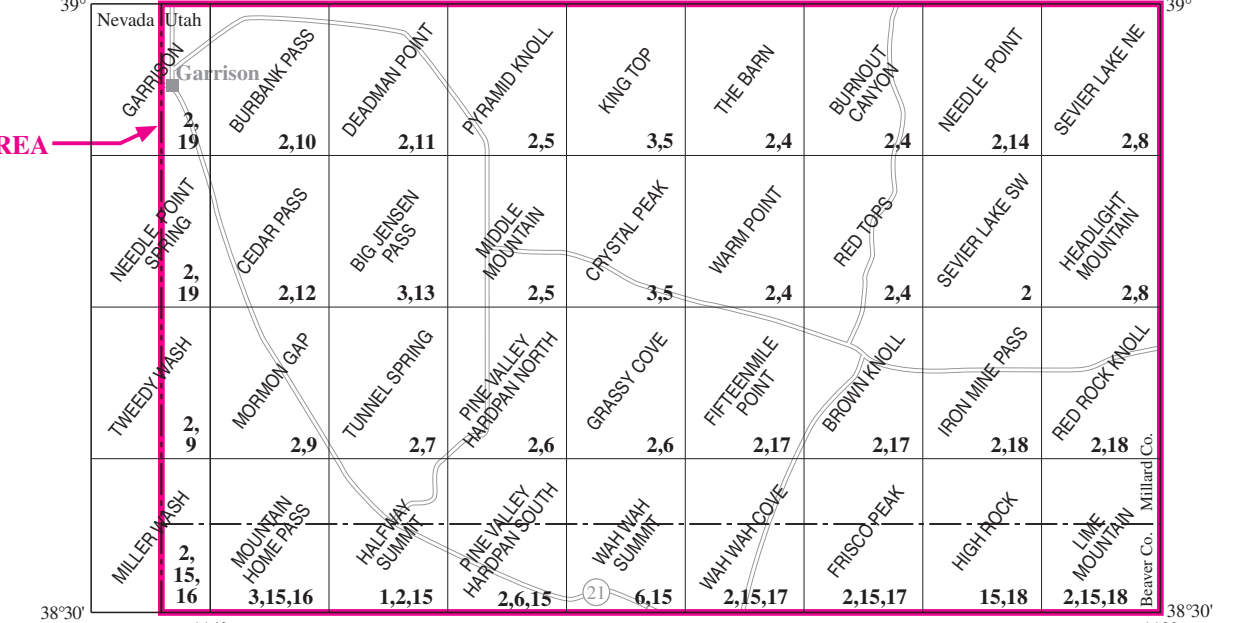 39°
39°
Nevada
Utah
GARRISON
Garrison
2,
19
BURBANK PASS
2,10
DEADMAN POINT
2,11
PYRAMID KNOLL
2,5
KING TOP
3,5
THE BARN
2,4
BURNOUT
CANYON
2,4
NEEDLE POINT
2,14
SEVIER LAKE NE
2,8
REA
NEEDLE POINT
SPRING
2,
19
CEDAR PASS
2,12
BIG JENSEN
PASS
3,13
MIDDLE
MOUNTAIN
2,5
CRYSTAL PEAK
3,5
WARM POINT
2,4
RED TOPS
2,4
SEVIER LAKE SW
2
HEADLIGHT
MOUNTAIN
2,8
TWEEDY WASH
2,
9
MORMON GAP
2,9
TUNNEL SPRING
2,7
PINE VALLEY
HARDPAN NORTH
2,6
GRASSY COVE
2,6
FIFTEENMILE
POINT
2,17
BROWN KNOLL
2,17
IRON MINE PASS
2,18
RED ROCK KNOLL
2,18
Millard Co.
MILLER WASH
2,
15,
16
MOUNTAIN
HOME PASS
3,15,16
HALFWAY
SUMMIT
1,2,15
PINE VALLEY
HARDPAN SOUTH
2,6,15
21
WAH WAH
SUMMIT
6,15
WAH WAH COVE
2,15,17
FRISCO PEAK
2,15,17
HIGH ROCK
15,18
LIME
MOUNTAIN
2,15,18
Beaver Co.
38°30'
38°30'